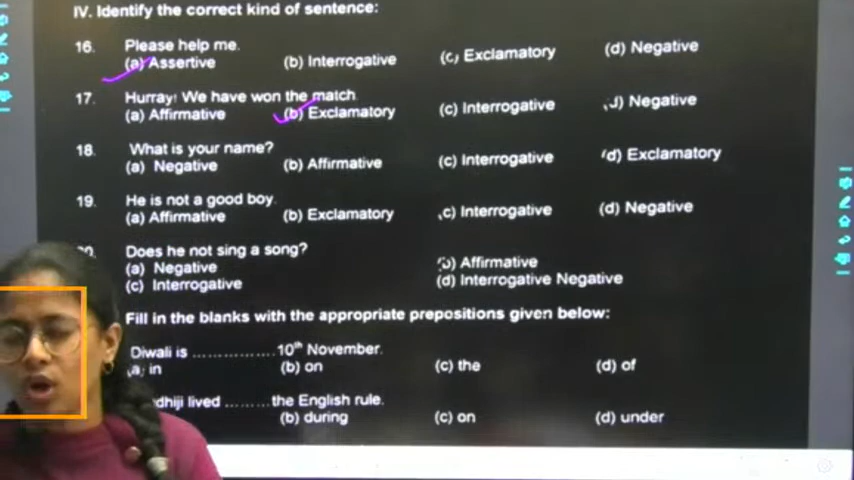 IV. Identify the correct kind of sentence:
16. Please help me.
(a) Assertive (b) Interrogative (c) Exclamatory (d) Negative
17. Hurray! We have won the match.
(a) Affirmative (b) Exclamatory (c) Interrogative (d) Negative
18. What is your name?
(a) Negative (b) Affirmative (c) Interrogative (d) Exclamatory
19. He is not a good boy.
(a) Affirmative (b) Exclamatory (c) Interrogative (d) Negative
20. Does he not sing a song?
(a) Negative (b) Affirmative
(c) Interrogative (d) Interrogative Negative
Fill in the blanks with the appropriate prepositions given below:
Diwali is ............... 10th November.
(a) in (b) on (c) the (d) of
dhiji lived ......... the English rule.
(b) during (c) on (d) under